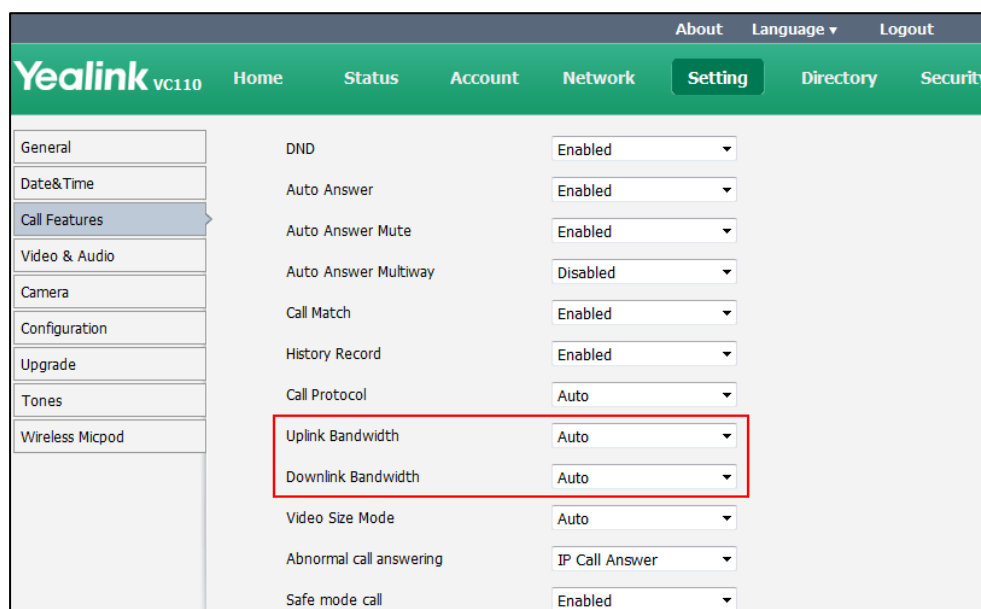 About Language ▾ Logout
Yealink VC110 Home Status Account Network Setting Directory Securit
General
Date&Time
Call Features
Video & Audio
Camera
Configuration
Upgrade
Tones
Wireless Micpod
DND Enabled
Auto Answer Enabled
Auto Answer Mute Enabled
Auto Answer Multiway Disabled
Call Match Enabled
History Record Enabled
Call Protocol Auto
Uplink Bandwidth Auto
Downlink Bandwidth Auto
Video Size Mode Auto
Abnormal call answering IP Call Answer
Safe mode call Enabled